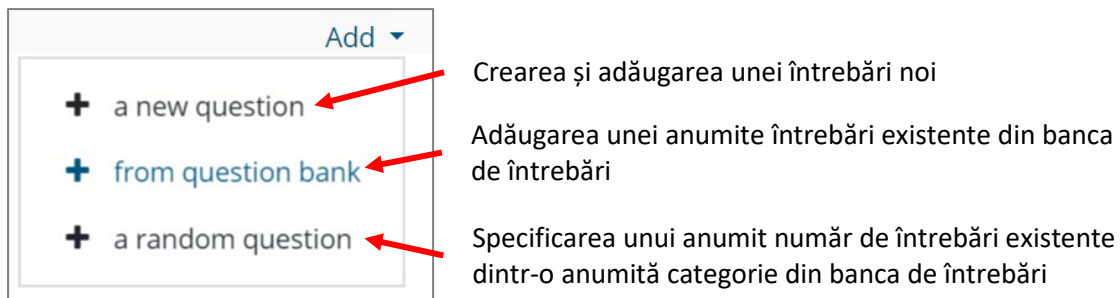 Add
a new question
Crearea și adăugarea unei întrebări noi
from question bank
Adăugarea unei anumite întrebări existente din banca
de întrebări
a random question
Specificarea unui anumit număr de întrebări existente
dintr-o anumită categorie din banca de întrebări